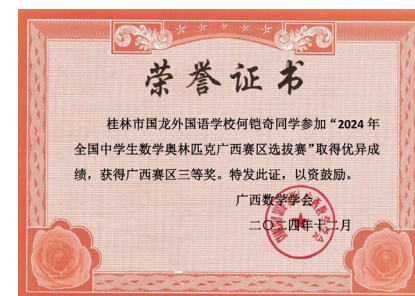 荣誉证书
桂林市国龙外国语学校何铠奇同学参加“2024年
全国中学生数学奥林匹克广西赛区选拔赛”取得优异成
绩，获得广西赛区三等奖。特发此证，以资鼓励。
广西数学学会
二〇二四年十二月